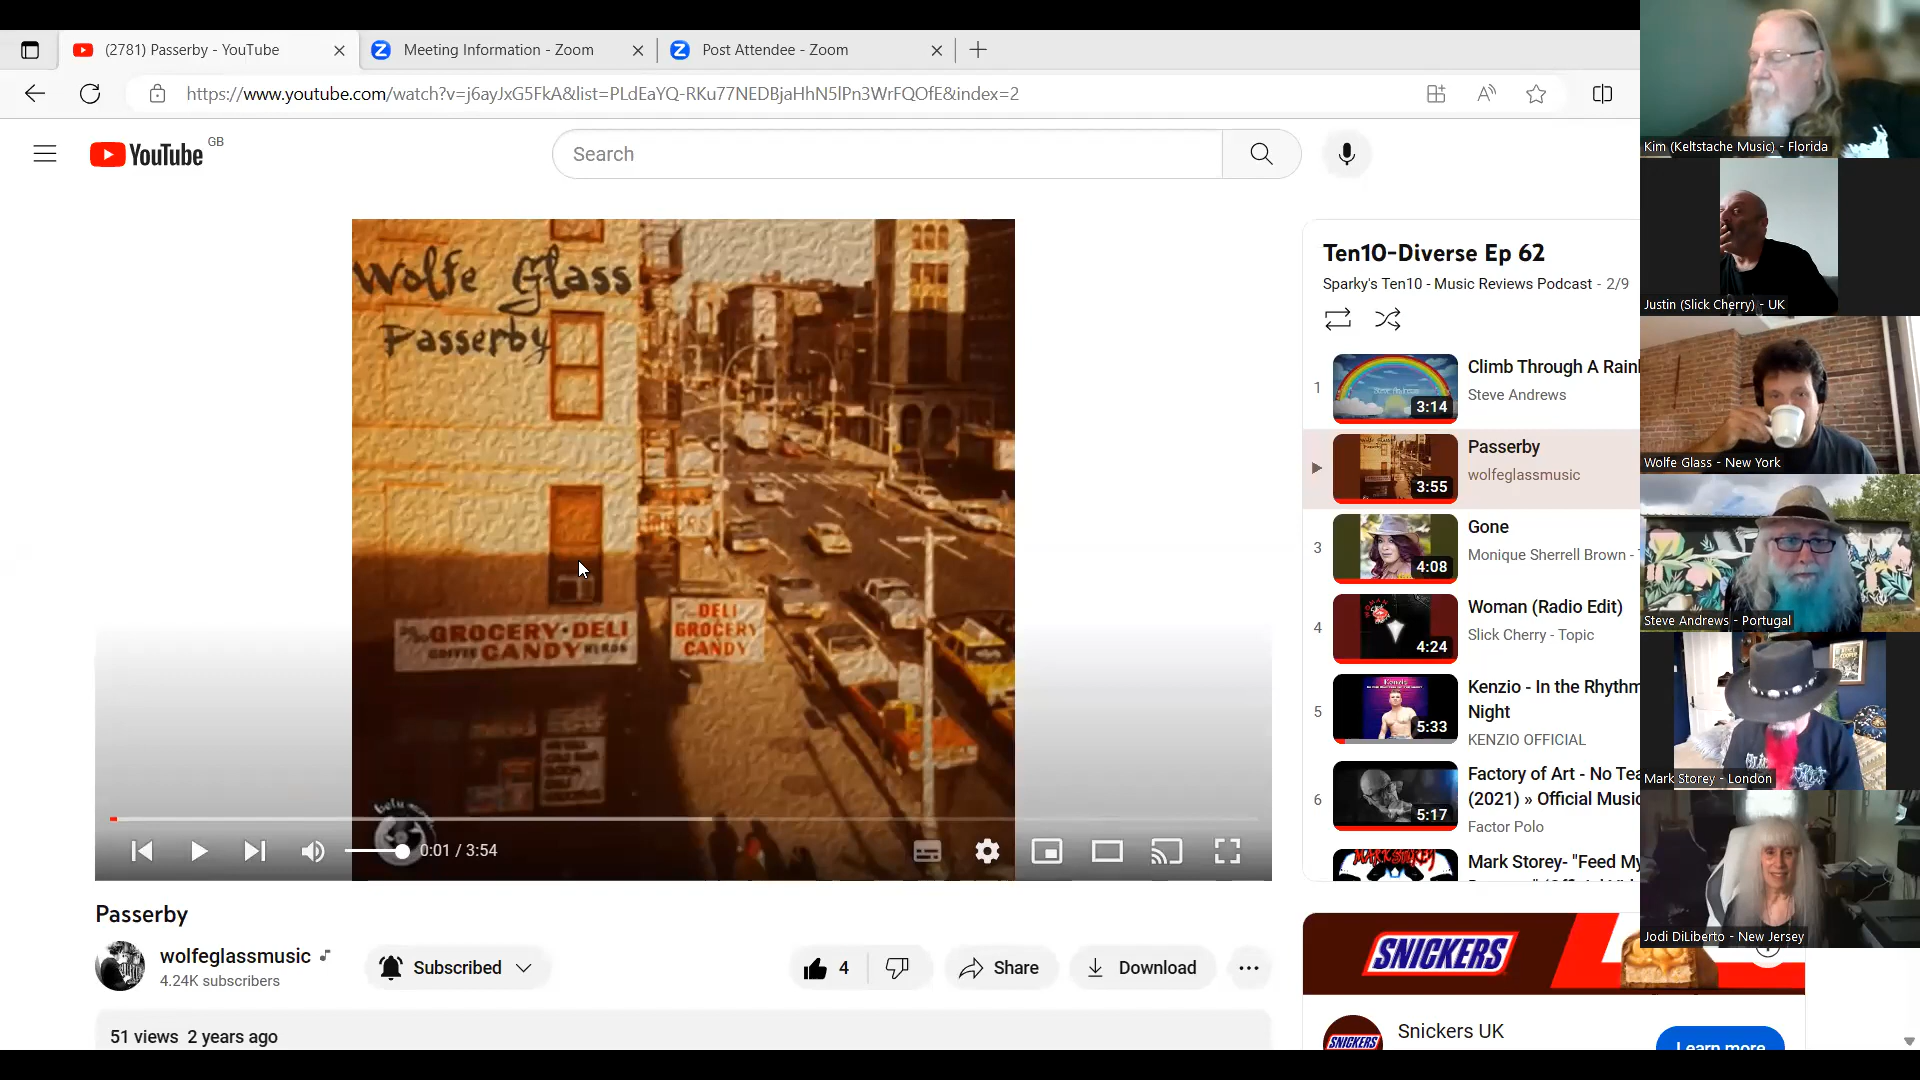 (2781) Passerby - YouTube
Meeting Information - Zoom
Post Attendee - Zoom
https://www.youtube.com/watch?v=j6ayJxG5FkA&list=PLdEaYQ-RKu77NEDBjaHhN5lPn3WrFQOfE&index=2
YouTube GB
Search
Wolfe Glass
Passerby
GROCERY·DELI
COFFEE CANDY HEROS
DELI
GROCERY
CANDY
0:01 / 3:54
Passerby
wolfeglassmusic
4.24K subscribers
Subscribed
4
Share
Download
51 views 2 years ago
Ten10-Diverse Ep 62
Sparky's Ten10 - Music Reviews Podcast - 2/9
1
3:14
Climb Through A Rain
Steve Andrews
3:55
Passerby
wolfeglassmusic
3
4:08
Gone
Monique Sherrell Brown -
4
4:24
Woman (Radio Edit)
Slick Cherry - Topic
5
5:33
Kenzio - In the Rhythm
Night
KENZIO OFFICIAL
6
5:17
Factory of Art - No Tea
(2021) » Official Music
Factor Polo
MARK STOREY
Mark Storey- "Feed My
SNICKERS
SNICKERS
Snickers UK
Learn more
Kim (Keltstache Music) - Florida
Justin (Slick Cherry) - UK
Wolfe Glass - New York
Steve Andrews - Portugal
Mark Storey - London
Jodi DiLiberto - New Jersey